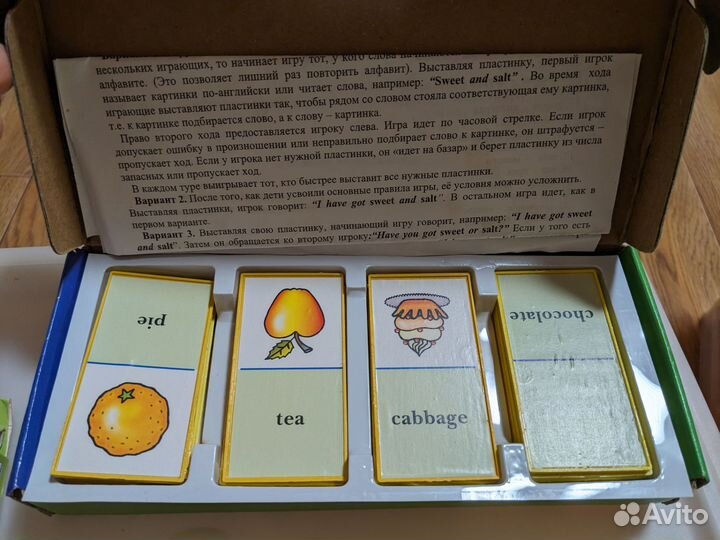 нескольких играющих, то начинает игру тот, у кого слова
алфавите. (Это позволяет лишний раз повторить алфавит). Выставляя пластинку, первый игрок
называет картинки по-английски или читает слова, например: “Sweet and salt”. Во время хода
играющие выставляют пластинки так, чтобы рядом со словом стояла соответствующая ему картинка,
т.е. к картинке подбирается слово, а к слову – картинка.
Право второго хода предоставляется игроку слева. Игра идет по часовой стрелке. Если игрок
допускает ошибку в произношении или неправильно подбирает слово к картинке, он штрафуется –
пропускает ход. Если у игрока нет нужной пластинки, он «идет на базар» и берет пластинку из числа
запасных или пропускает ход.
В каждом туре выигрывает тот, кто быстрее выставит все нужные пластинки.
Вариант 2. После того, как дети усвоили основные правила игры, её условия можно усложнить.
Выставляя пластинки, игрок говорит: “I have got sweet and salt”. В остальном игра идет, как в
первом варианте.
Вариант 3. Выставляя свою пластинку, начинающий игру говорит, например: “I have got sweet
and salt”. Затем он обращается ко второму игроку:“Have you got sweet or salt?” Если у того есть
pie
tea
cabbage
chocolate
Avito